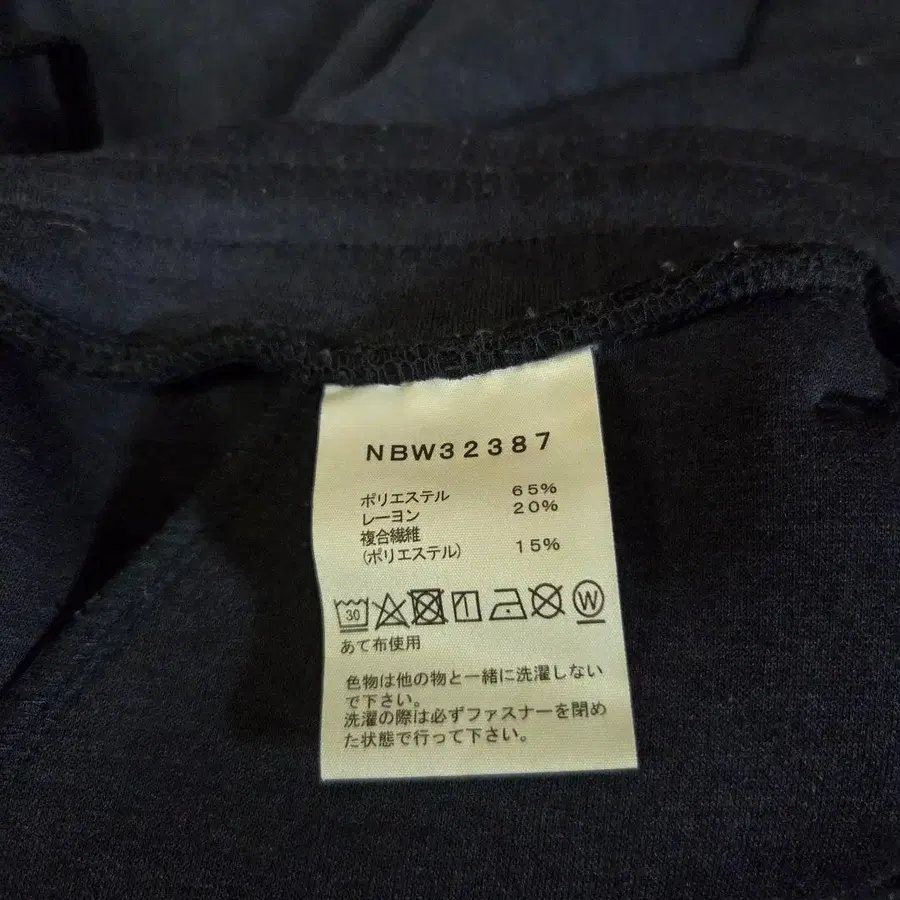 NBW32387
ポリエステル 65%
レーヨン 20%
複合繊維
(ポリエステル) 15%
30 W
あて布使用
色物は他の物と一緒に洗濯しない
で下さい。
洗濯の際は必ずファスナーを閉め
た状態で行って下さい。